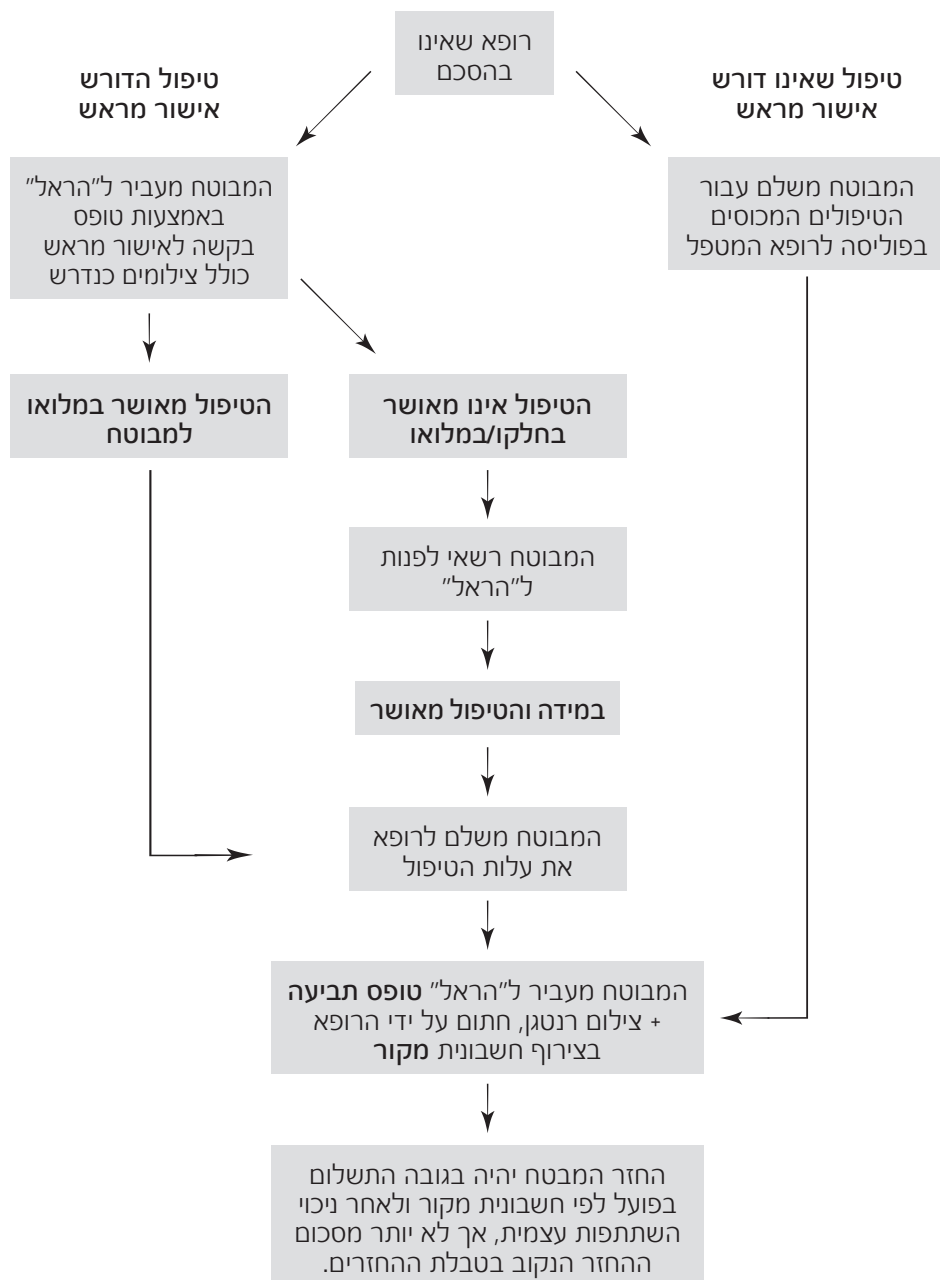 רופא שאינו
בהסכם
טיפול שאינו דורש
אישור מראש
טיפול הדורש
אישור מראש
המבוטח משלם עבור
הטיפולים המכוסים
בפוליסה לרופא המטפל
המבוטח מעביר ל"הראל"
באמצעות טופס
בקשה לאישור מראש
כולל צילומים כנדרש
הטיפול מאושר במלואו
למבוטח
הטיפול אינו מאושר
בחלקו/במלואו
המבוטח רשאי לפנות
ל"הראל"
במידה והטיפול מאושר
המבוטח משלם לרופא
את עלות הטיפול
המבוטח מעביר ל"הראל" טופס תביעה
+ צילום רנטגן, חתום על ידי הרופא
בצירוף חשבונית מקור
החזר המבטח יהיה בגובה התשלום
בפועל לפי חשבונית מקור ולאחר ניכוי
השתתפות עצמית, אך לא יותר מסכום
ההחזר הנקוב בטבלת ההחזרים.